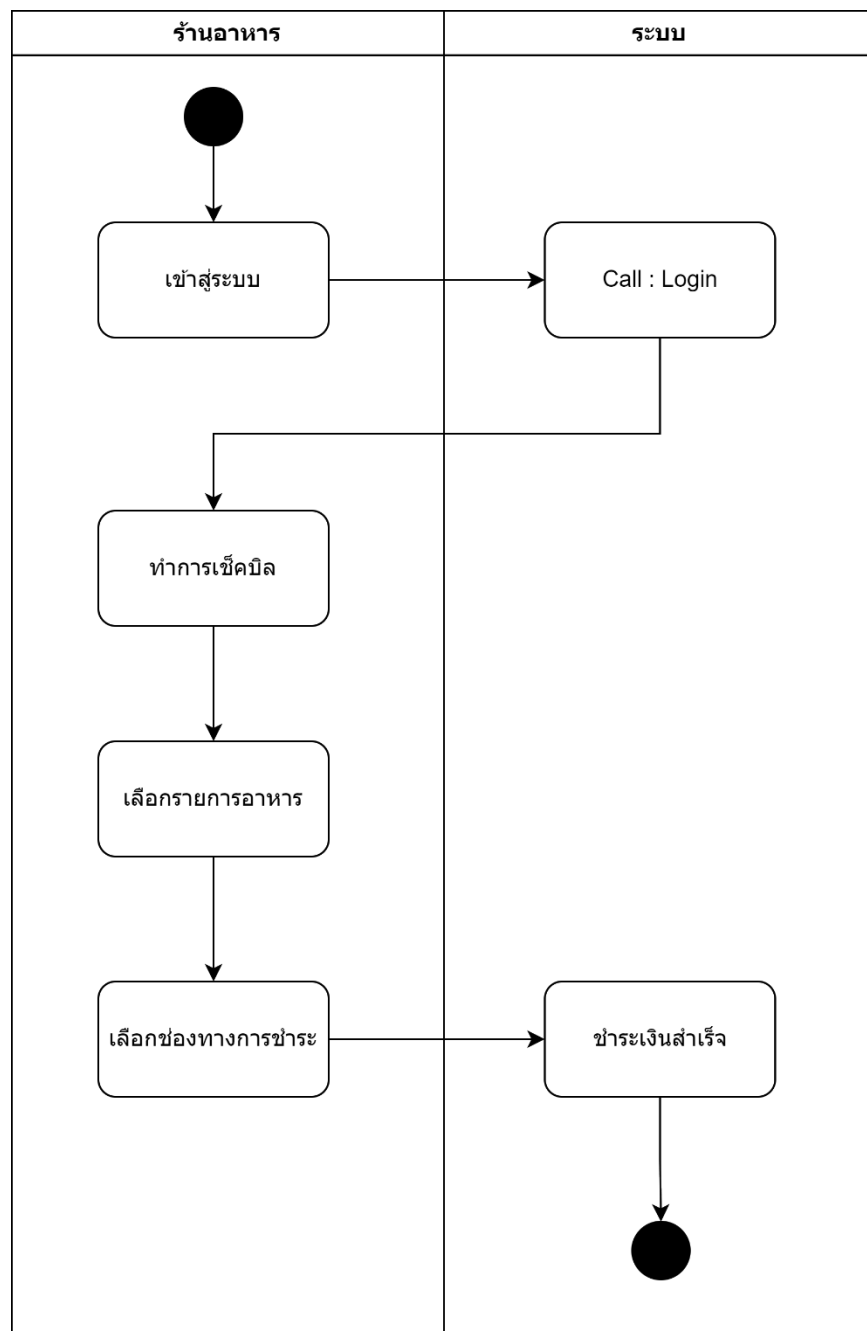 ร้านอาหาร
ระบบ
เข้าสู่ระบบ
Call : Login
ทำการเช็คบิล
เลือกรายการอาหาร
เลือกช่องทางการชำระ
ชำระเงินสำเร็จ